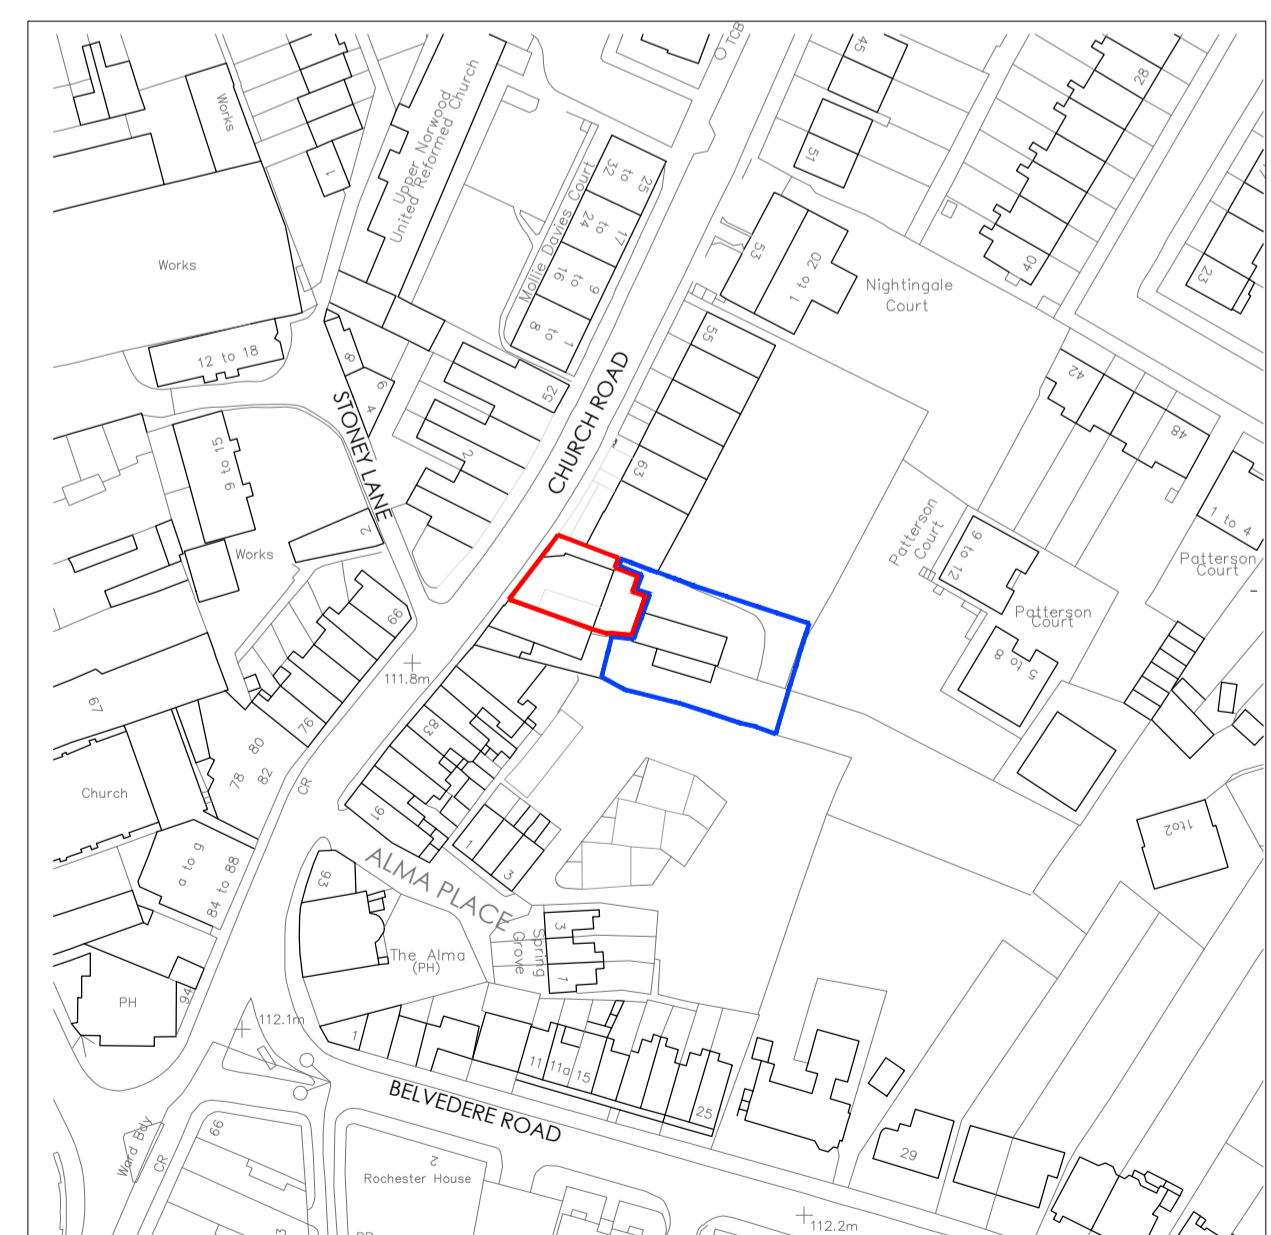 TCB
45
28
Works
51
1
Upper Norwood
United Reformed Church
Mollie Davies Court
25
to
32
17
to
24
9
to
16
1
to
8
53
1 to 20
40
23
Works
Nightingale
Court
12 to 18
8
6
4
55
42
48
52
STONEY LANE
CHURCH ROAD
9 to 15
2
63
1 to 4
Patterson
Court
9 to 12
Patterson
Court
2
Works
Patterson
Court
66
5 to 8
111.8m
67
76
83
80
78
82
CR
Church
91
1to2
a to g
84 to 88
1
3
ALMA PLACE
93
3
Spring
Grove
1
The Alma
(PH)
PH
94
112.1m
1
11
11a
15
25
BELVEDERE ROAD
66
Ward Bdy
CR
29
2
Rochester House
112.2m
3